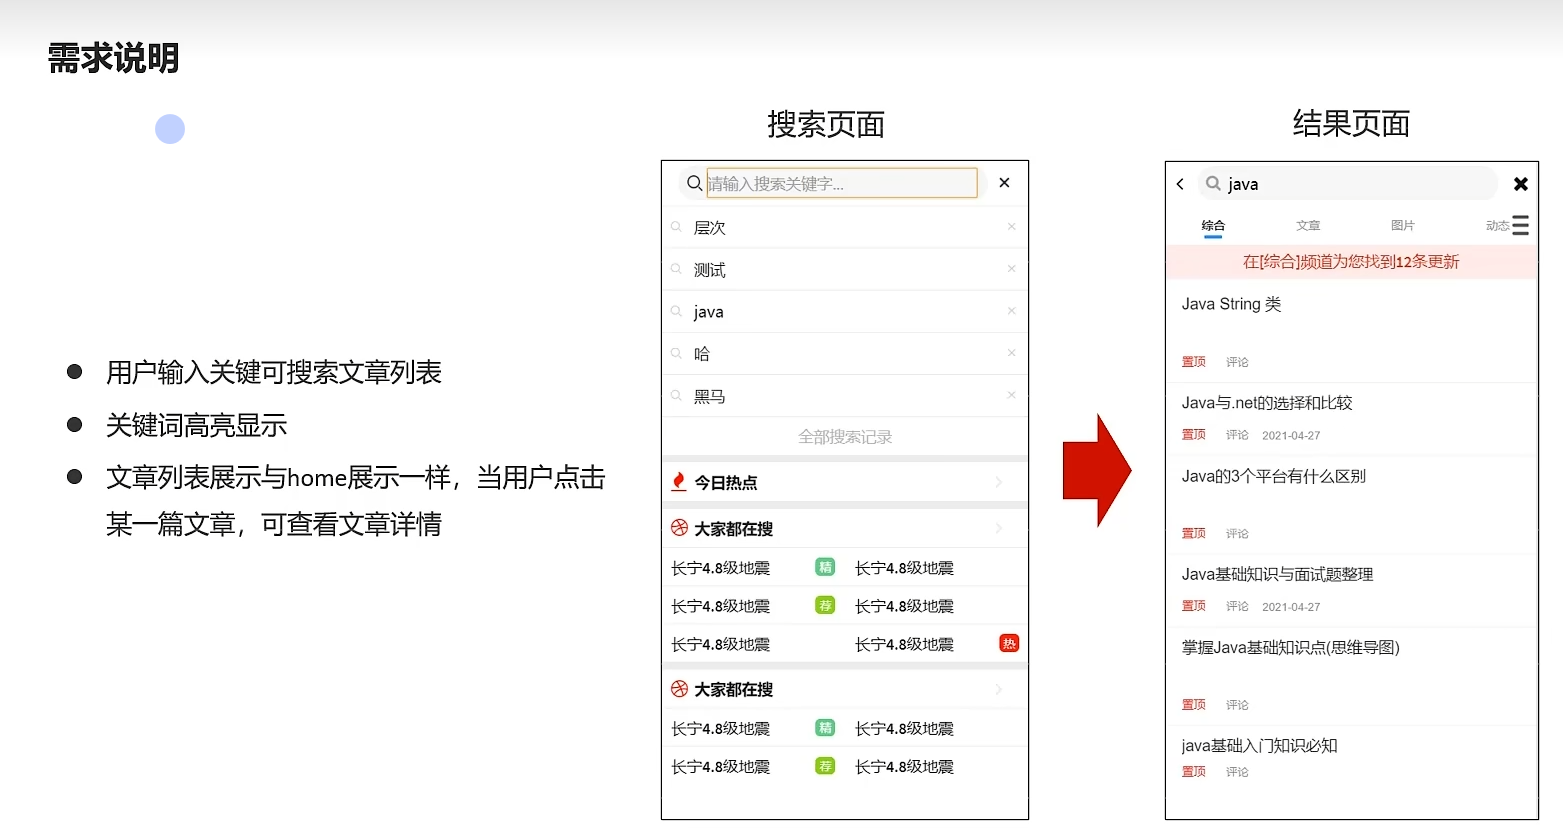 需求说明
用户输入关键可搜索文章列表
关键词高亮显示
文章列表展示与home展示一样，当用户点击
某一篇文章，可查看文章详情
搜索页面
请输入搜索关键字...
层次
测试
java
哈
黑马
全部搜索记录
今日热点
大家都在搜
长宁4.8级地震 精 长宁4.8级地震
长宁4.8级地震 荐 长宁4.8级地震
长宁4.8级地震 长宁4.8级地震 热
大家都在搜
长宁4.8级地震 精 长宁4.8级地震
长宁4.8级地震 荐 长宁4.8级地震
结果页面
java
综合 文章 图片 动态
在[综合]频道为您找到12条更新
Java String 类
置顶 评论
Java与.net的选择和比较
置顶 评论 2021-04-27
Java的3个平台有什么区别
置顶 评论
Java基础知识与面试题整理
置顶 评论 2021-04-27
掌握Java基础知识点(思维导图)
置顶 评论
java基础入门知识必知
置顶 评论